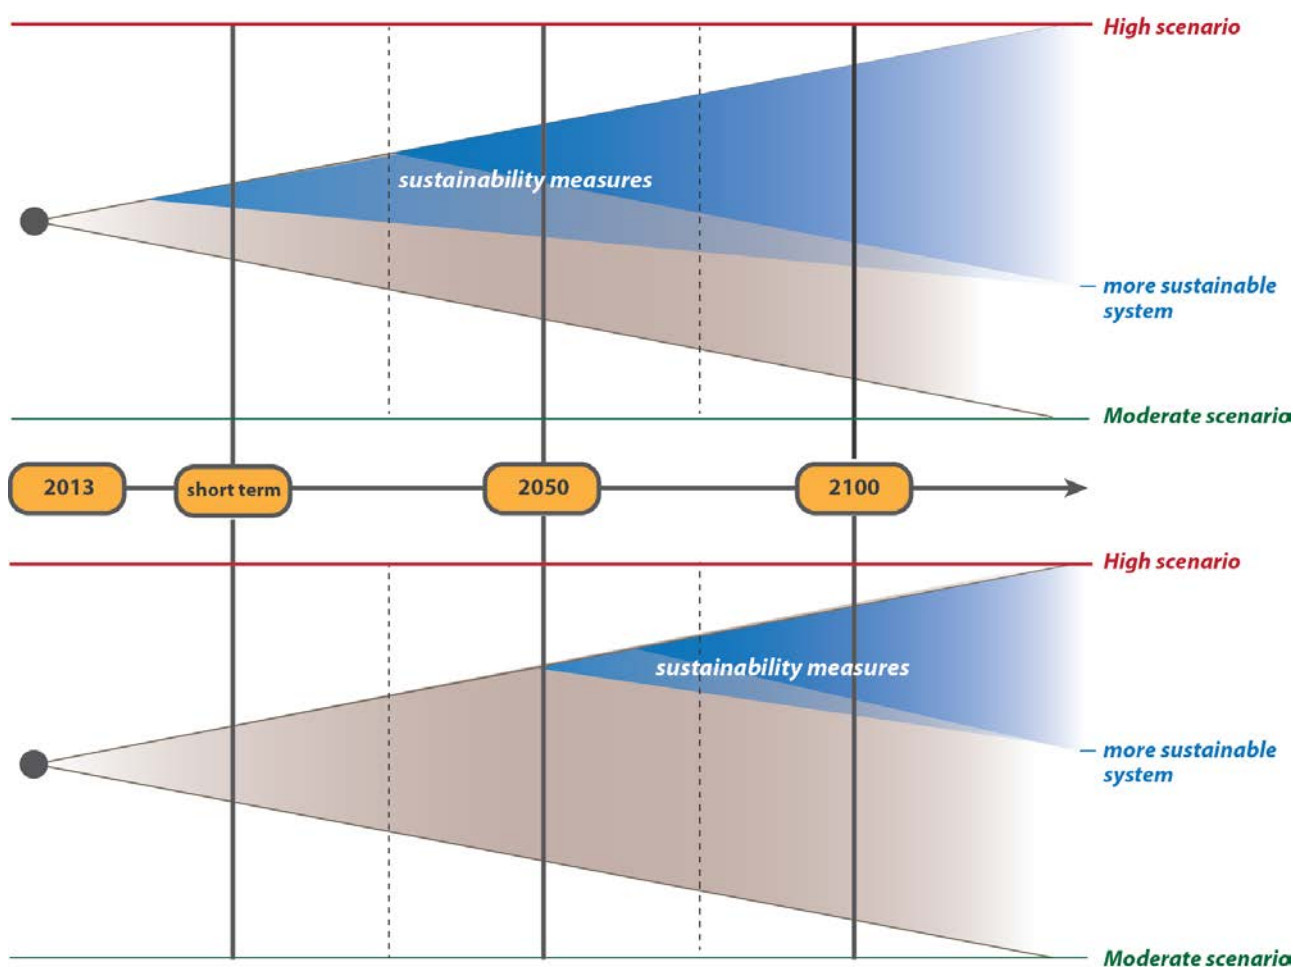 High scenario
sustainability measures
more sustainable
system
Moderate scenario
2013
short term
2050
2100
High scenario
sustainability measures
more sustainable
system
Moderate scenario